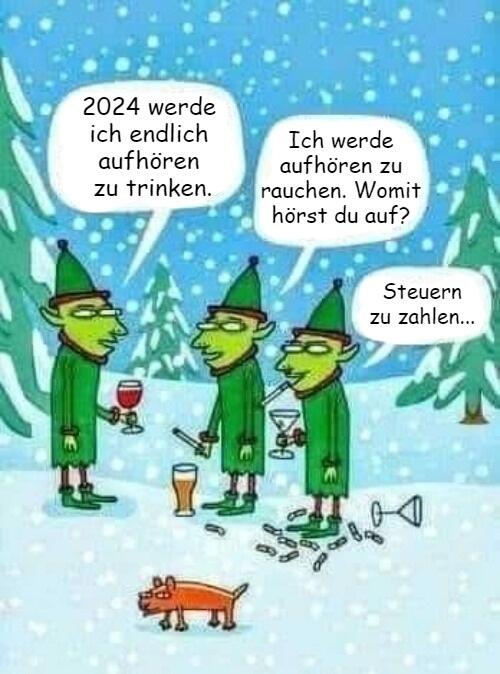 2024 werde
ich endlich
aufhören
zu trinken.
Ich werde
aufhören zu
rauchen. Womit
hörst du auf?
Steuern
zu zahlen...